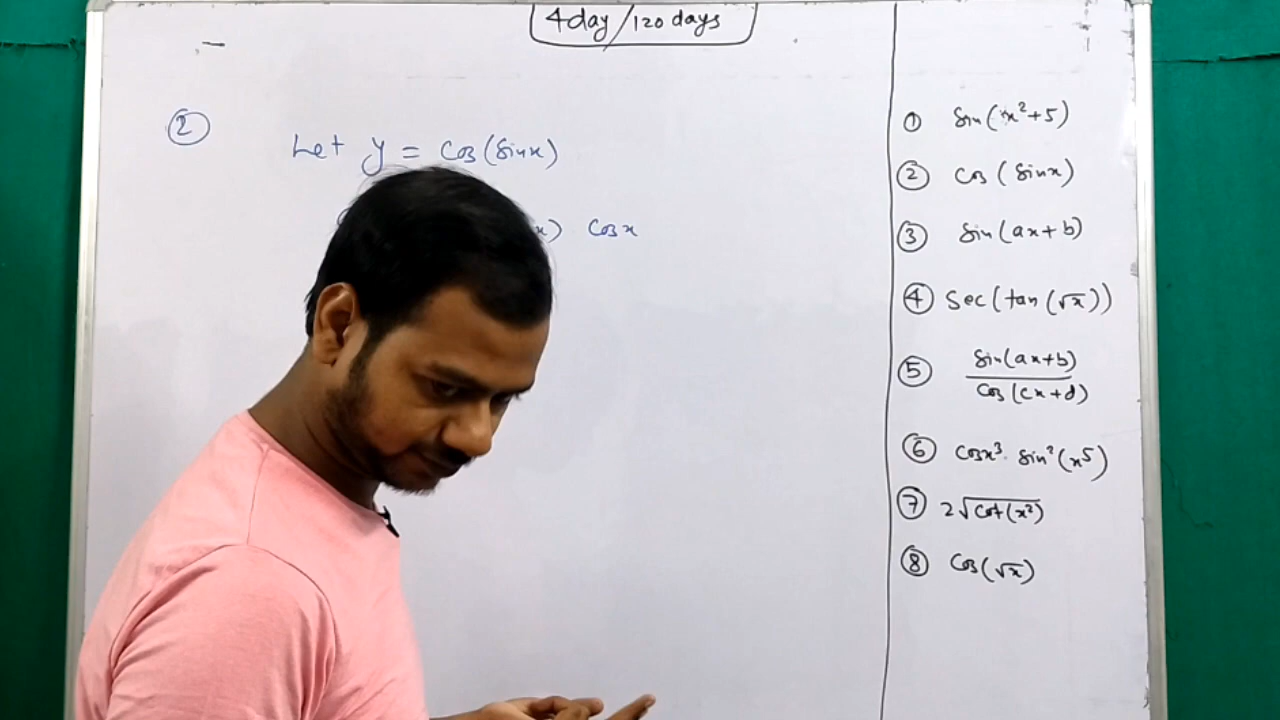 4day/120 days
②
Let y = Cos(Sinx)
x) Cosx
① Sin(x²+5)
② Cos(Sinx)
③ Sin(ax+b)
④ Sec(tan(√x))
⑤ Sin(ax+b)
Cos(cx+d)
⑥ Cosx³. Sin²(x⁵)
⑦ 2√Cot(x²)
⑧ Cos(√x)